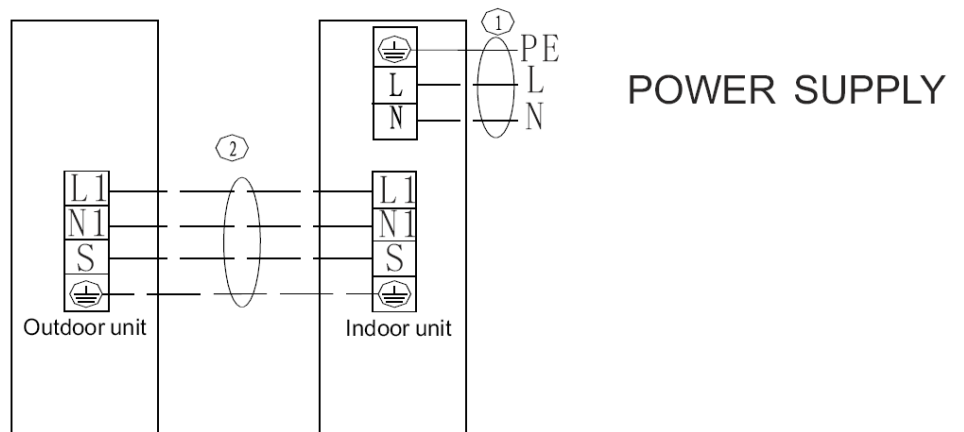 1
PE
L L
N N
POWER SUPPLY
2
L1 L1
N1 N1
S S
Outdoor unit Indoor unit